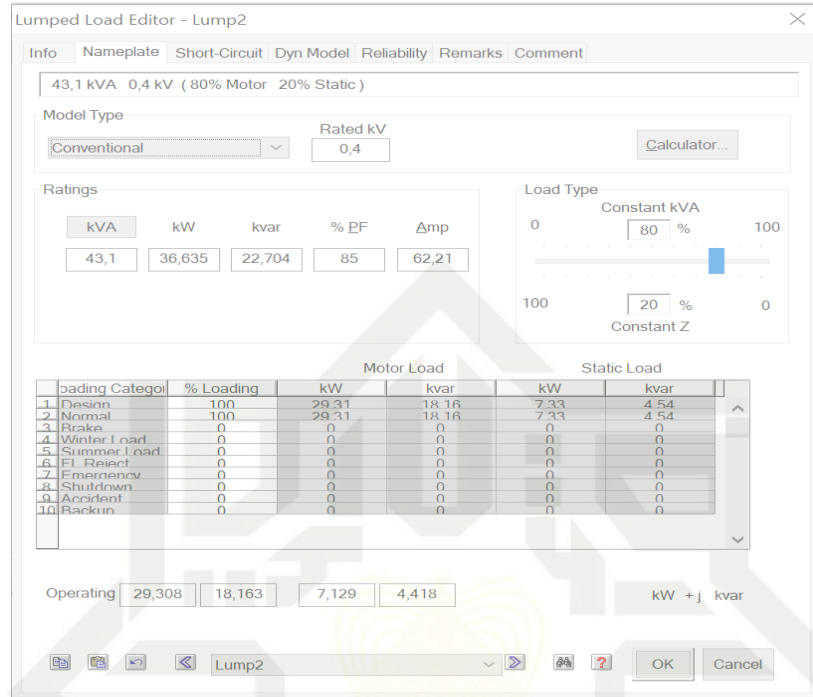 Lumped Load Editor - Lump2
Info Nameplate Short-Circuit Dyn Model Reliability Remarks Comment
43,1 kVA 0,4 kV ( 80% Motor 20% Static )
Model Type
Rated kV
Conventional 0,4 Calculator...
Ratings Load Type
Constant kVA
kVA kW kvar % PF Amp 0 80 % 100
43,1 36,635 22,704 85 62,21
100 20 % 0
Constant Z
Motor Load Static Load
oading Categor % Loading kW kvar kW kvar
1 Design 100 29.31 18.16 7.33 4.54
2 Normal 100 29.31 18.16 7.33 4.54
3 Brake 0 0 0 0 0
4 Winter Load 0 0 0 0 0
5 Summer Load 0 0 0 0 0
6 FL Reject 0 0 0 0 0
7 Emergency 0 0 0 0 0
8 Shutdown 0 0 0 0 0
9 Accident 0 0 0 0 0
10 Backup 0 0 0 0 0
Operating 29,308 18,163 7,129 4,418 kW + j kvar
Lump2 ? OK Cancel